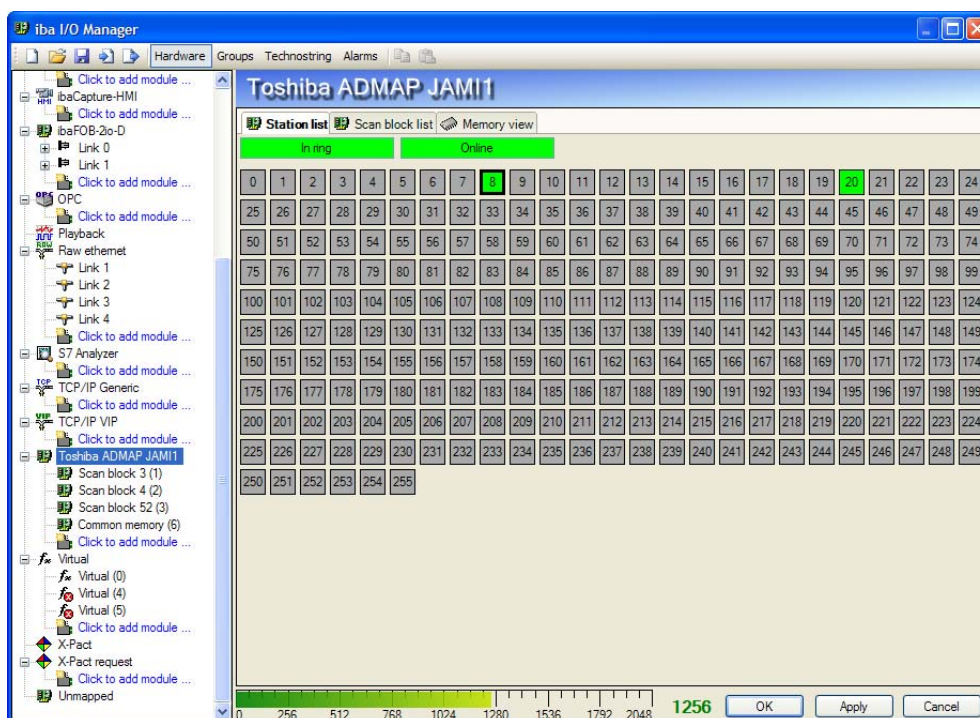 iba I/O Manager
Hardware Groups Technostring Alarms
Click to add module ...
ibaCapture-HMI
Click to add module ...
ibaFOB-2io-D
Link 0
Link 1
Click to add module ...
OPC
Click to add module ...
Playback
Raw ethernet
Link 1
Link 2
Link 3
Link 4
Click to add module ...
S7 Analyzer
Click to add module ...
TCP/IP Generic
Click to add module ...
TCP/IP VIP
Click to add module ...
Toshiba ADMAP JAMI1
Scan block 3 (1)
Scan block 4 (2)
Scan block 52 (3)
Common memory (6)
Click to add module ...
Virtual
Virtual (0)
Virtual (4)
Virtual (5)
Click to add module ...
X-Pact
X-Pact request
Click to add module ...
Unmapped
Toshiba ADMAP JAMI1
Station list Scan block list Memory view
In ring Online
0 1 2 3 4 5 6 7 8 9 10 11 12 13 14 15 16 17 18 19 20 21 22 23 24
25 26 27 28 29 30 31 32 33 34 35 36 37 38 39 40 41 42 43 44 45 46 47 48 49
50 51 52 53 54 55 56 57 58 59 60 61 62 63 64 65 66 67 68 69 70 71 72 73 74
75 76 77 78 79 80 81 82 83 84 85 86 87 88 89 90 91 92 93 94 95 96 97 98 99
100 101 102 103 104 105 106 107 108 109 110 111 112 113 114 115 116 117 118 119 120 121 122 123 124
125 126 127 128 129 130 131 132 133 134 135 136 137 138 139 140 141 142 143 144 145 146 147 148 149
150 151 152 153 154 155 156 157 158 159 160 161 162 163 164 165 166 167 168 169 170 171 172 173 174
175 176 177 178 179 180 181 182 183 184 185 186 187 188 189 190 191 192 193 194 195 196 197 198 199
200 201 202 203 204 205 206 207 208 209 210 211 212 213 214 215 216 217 218 219 220 221 222 223 224
225 226 227 228 229 230 231 232 233 234 235 236 237 238 239 240 241 242 243 244 245 246 247 248 249
250 251 252 253 254 255
0 256 512 768 1024 1280 1536 1792 2048 1256 OK Apply Cancel